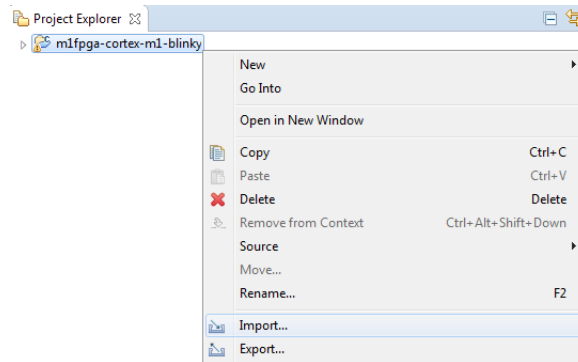 Project Explorer
m1fpga-cortex-m1-blinky
New
Go Into
Open in New Window
Copy Ctrl+C
Paste Ctrl+V
Delete Delete
Remove from Context Ctrl+Alt+Shift+Down
Source
Move...
Rename... F2
Import...
Export...